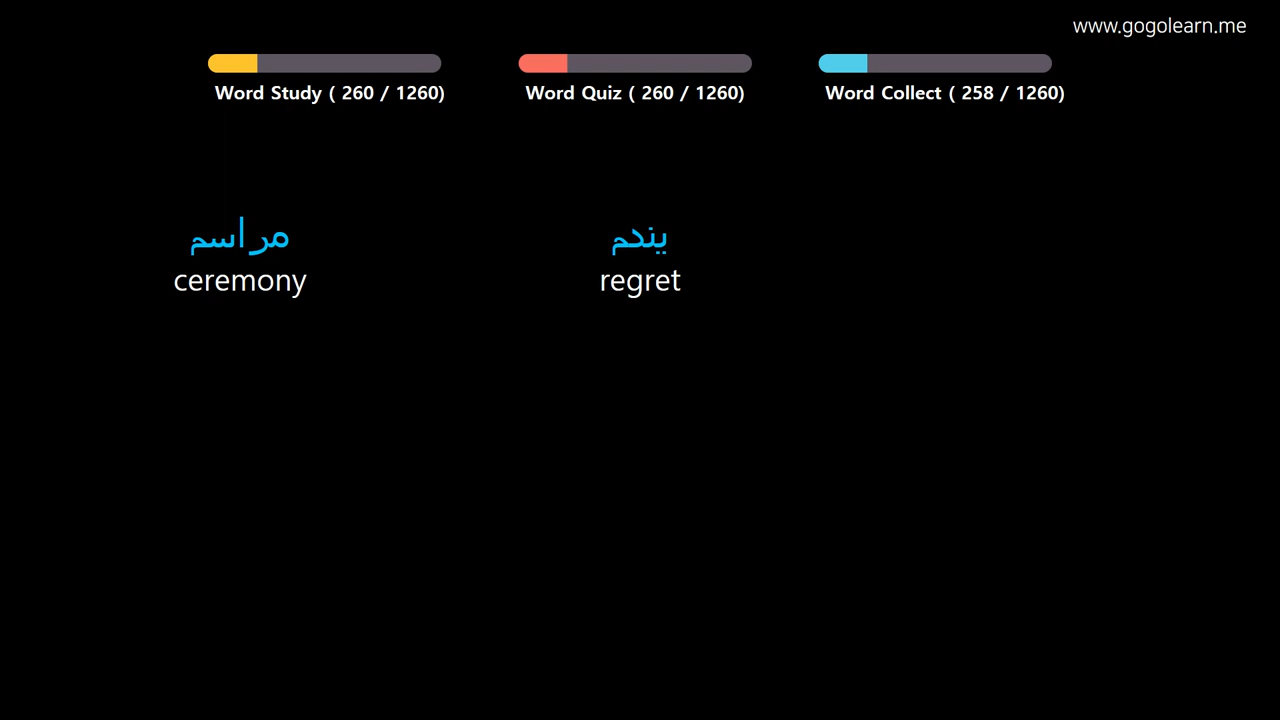 www.gogolearn.me
Word Study ( 260 / 1260)
Word Quiz ( 260 / 1260)
Word Collect ( 258 / 1260)
مراسم
ceremony
يندم
regret